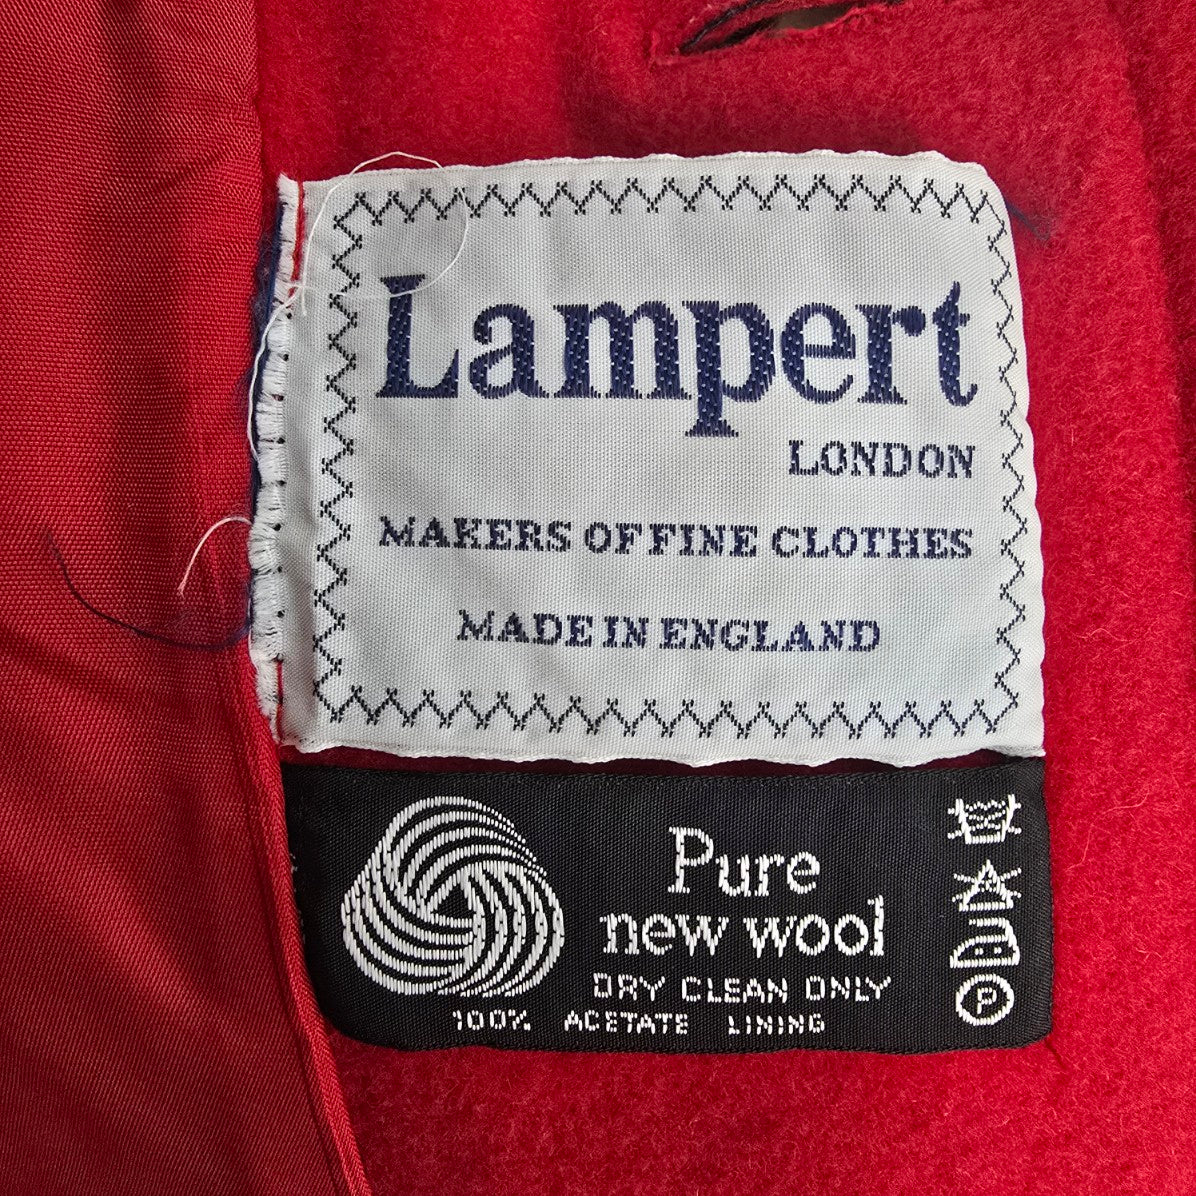 Lampert
LONDON
MAKERS OF FINE CLOTHES
MADE IN ENGLAND
Pure
new wool
DRY CLEAN ONLY
100% ACETATE LINING
P